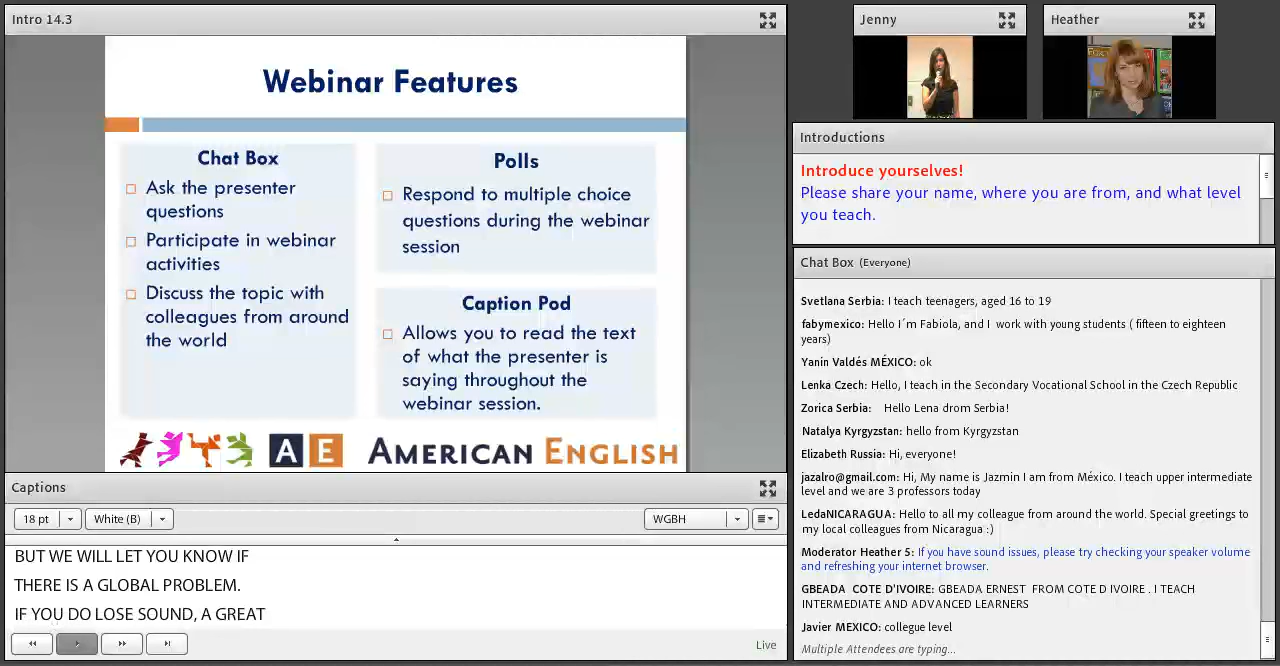 Intro 14.3
Webinar Features
Chat Box
Ask the presenter
questions
Participate in webinar
activities
Discuss the topic with
colleagues from around
the world
Polls
Respond to multiple choice
questions during the webinar
session
Caption Pod
Allows you to read the text
of what the presenter is
saying throughout the
webinar session.
A E AMERICAN ENGLISH
Captions
18 pt White (B) WGBH
BUT WE WILL LET YOU KNOW IF
THERE IS A GLOBAL PROBLEM.
IF YOU DO LOSE SOUND, A GREAT
Live
Jenny
Heather
Introductions
Introduce yourselves!
Please share your name, where you are from, and what level
you teach.
Chat Box (Everyone)
Svetlana Serbia: I teach teenagers, aged 16 to 19
fabymexico: Hello I´m Fabiola, and I work with young students ( fifteen to eighteen
years)
Yanin Valdés MÉXICO: ok
Lenka Czech: Hello, I teach in the Secondary Vocational School in the Czech Republic
Zorica Serbia: Hello Lena drom Serbia!
Natalya Kyrgyzstan: hello from Kyrgyzstan
Elizabeth Russia: Hi, everyone!
jazalro@gmail.com: Hi, My name is Jazmin I am from México. I teach upper intermediate
level and we are 3 professors today
LedaNICARAGUA: Hello to all my colleague from around the world. Special greetings to
my local colleagues from Nicaragua :)
Moderator Heather 5: If you have sound issues, please try checking your speaker volume
and refreshing your internet browser.
GBEADA COTE D'IVOIRE: GBEADA ERNEST FROM COTE D IVOIRE . I TEACH
INTERMEDIATE AND ADVANCED LEARNERS
Javier MEXICO: collegue level
Multiple Attendees are typing...